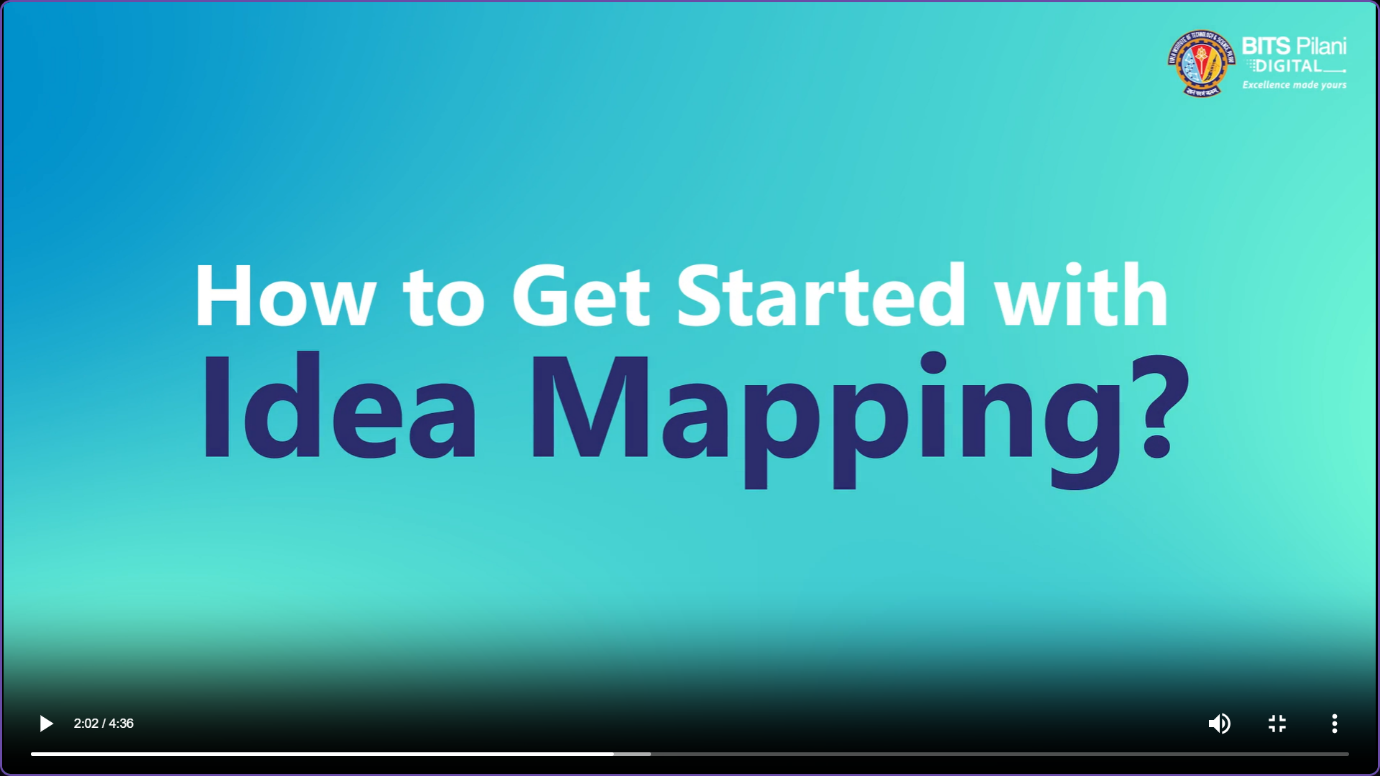 BITS Pilani
DIGITAL
Excellence made yours
How to Get Started with
Idea Mapping?
2:02 / 4:36